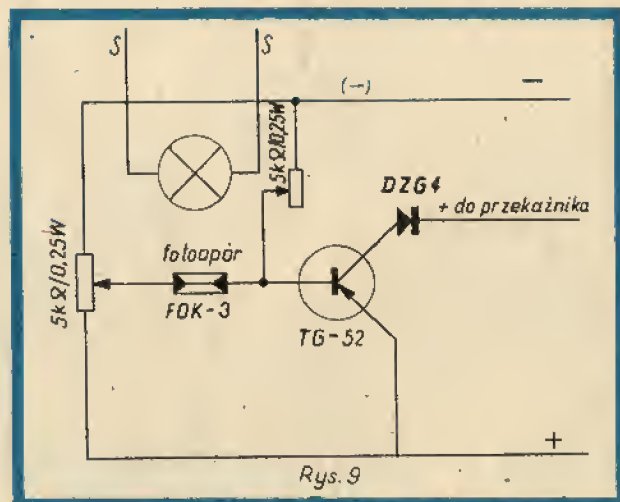 S S
(-) −
5kΩ/0,25W
DZG4
+ do przekaźnika
5kΩ/0,25W
fotoopór
FOK-3
TG-52
+
Rys. 9